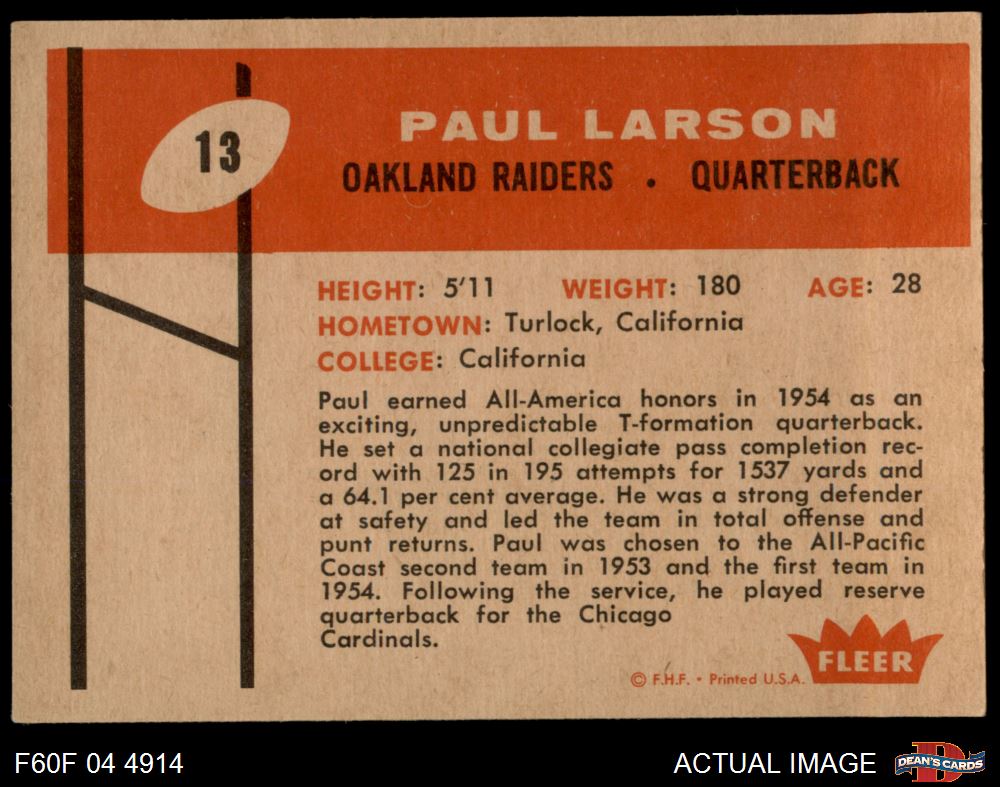 13
PAUL LARSON
OAKLAND RAIDERS . QUARTERBACK
HEIGHT: 5'11 WEIGHT: 180 AGE: 28
HOMETOWN: Turlock, California
COLLEGE: California
Paul earned All-America honors in 1954 as an
exciting, unpredictable T-formation quarterback.
He set a national collegiate pass completion rec-
ord with 125 in 195 attempts for 1537 yards and
a 64.1 per cent average. He was a strong defender
at safety and led the team in total offense and
punt returns. Paul was chosen to the All-Pacific
Coast second team in 1953 and the first team in
1954. Following the service, he played reserve
quarterback for the Chicago
Cardinals.
FLEER
© F.H.F. • Printed U.S.A.
F60F 04 4914
ACTUAL IMAGE
D
DEAN'S CARDS